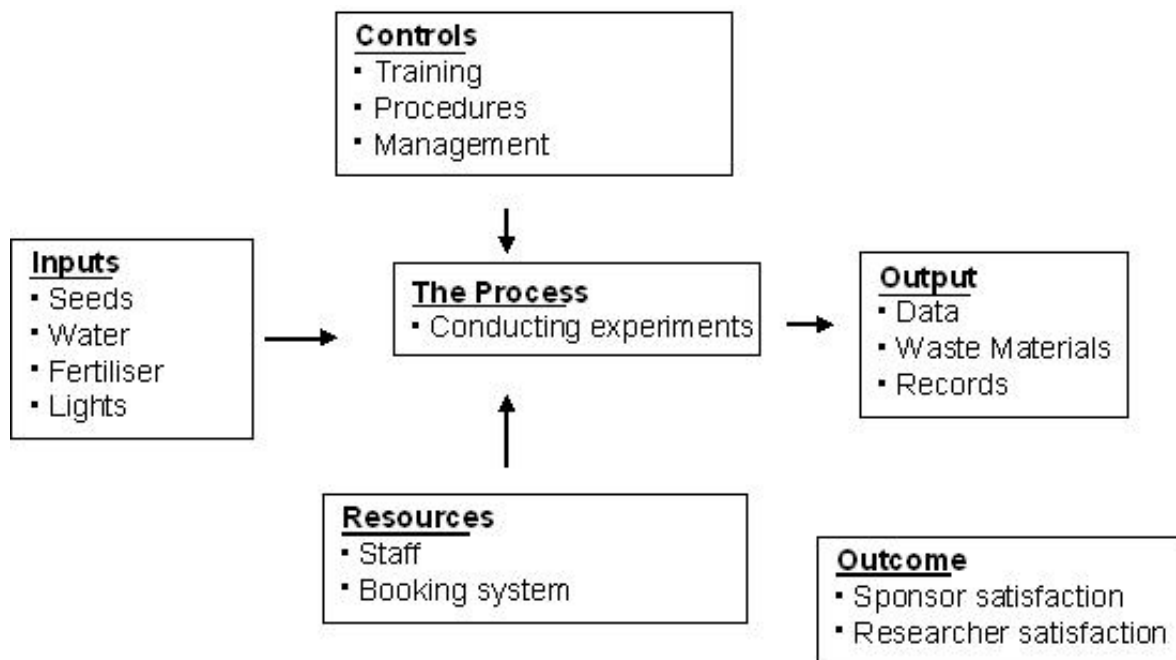 Controls
▪ Training
▪ Procedures
▪ Management
Inputs
▪ Seeds
▪ Water
▪ Fertiliser
▪ Lights
The Process
▪ Conducting experiments
Output
▪ Data
▪ Waste Materials
▪ Records
Resources
▪ Staff
▪ Booking system
Outcome
▪ Sponsor satisfaction
▪ Researcher satisfaction